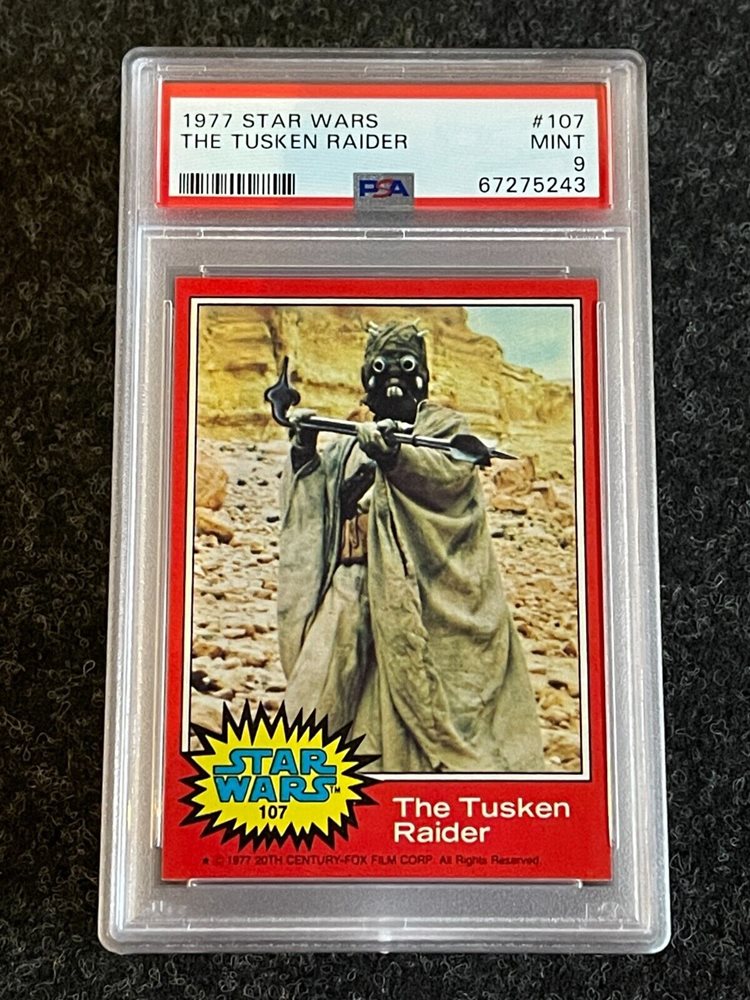 1977 STAR WARS #107
THE TUSKEN RAIDER MINT
9
PSA 67275243
STAR
WARS™
107
The Tusken
Raider
★ © 1977 20TH CENTURY-FOX FILM CORP. All Rights Reserved.